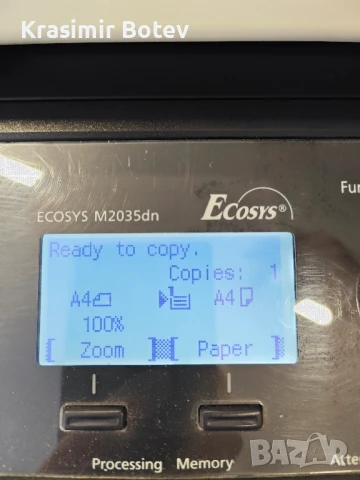 Krasimir Botev
Fun
ECOSYS M2035dn
ECOSYS®
Ready to copy.
Copies: 1
A4 A4
100%
[ Zoom ] [ Paper ]
Processing Memory Atte
BAZAR